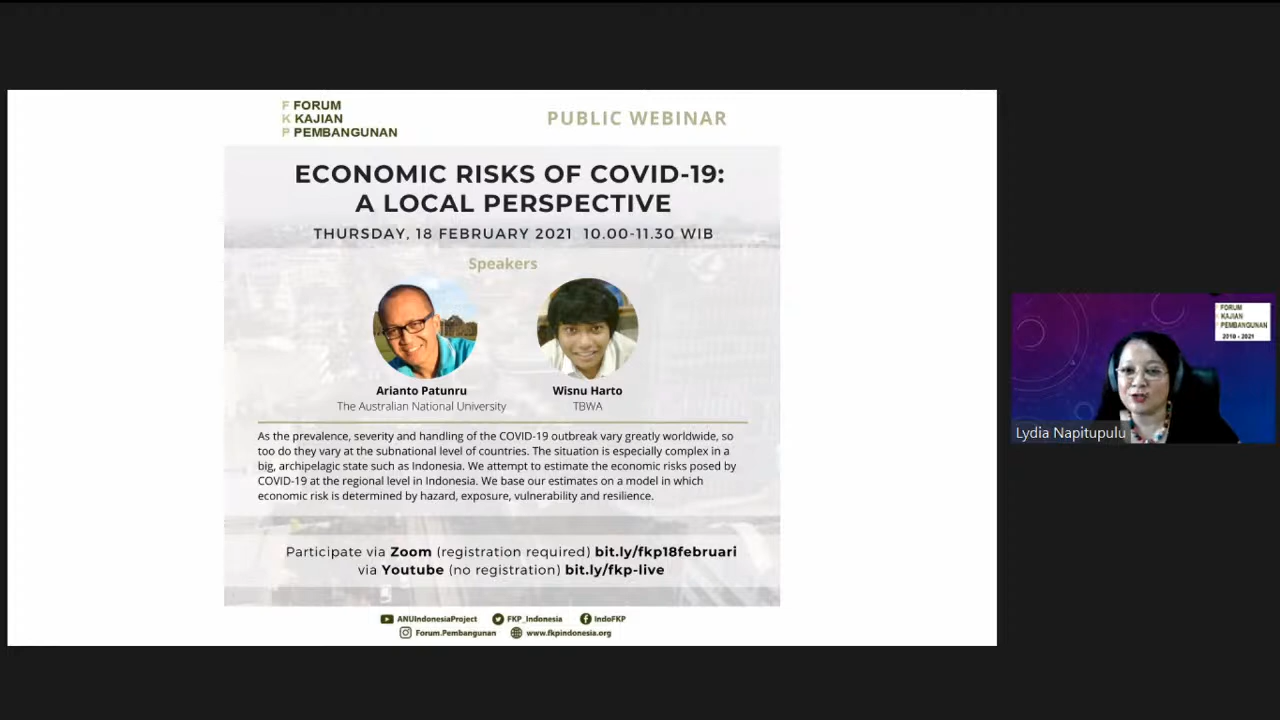 FORUM
KAJIAN
PEMBANGUNAN
F
K
P
PUBLIC WEBINAR
ECONOMIC RISKS OF COVID-19:
A LOCAL PERSPECTIVE
THURSDAY, 18 FEBRUARY 2021 10.00-11.30 WIB
Speakers
Arianto Patunru
The Australian National University
Wisnu Harto
TBWA
As the prevalence, severity and handling of the COVID-19 outbreak vary greatly worldwide, so
too do they vary at the subnational level of countries. The situation is especially complex in a
big, archipelagic state such as Indonesia. We attempt to estimate the economic risks posed by
COVID-19 at the regional level in Indonesia. We base our estimates on a model in which
economic risk is determined by hazard, exposure, vulnerability and resilience.
Participate via Zoom (registration required) bit.ly/fkp18februari
via Youtube (no registration) bit.ly/fkp-live
ANUIndonesiaProject FKP_Indonesia IndoFKP
Forum.Pembangunan www.fkpindonesia.org
FORUM
KAJIAN
PEMBANGUNAN
2019 - 2021
Lydia Napitupulu